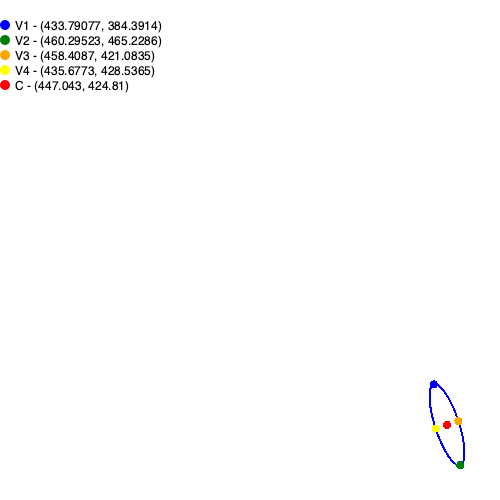 V1 - (433.79077, 384.3914)
V2 - (460.29523, 465.2286)
V3 - (458.4087, 421.0835)
V4 - (435.6773, 428.5365)
C - (447.043, 424.81)